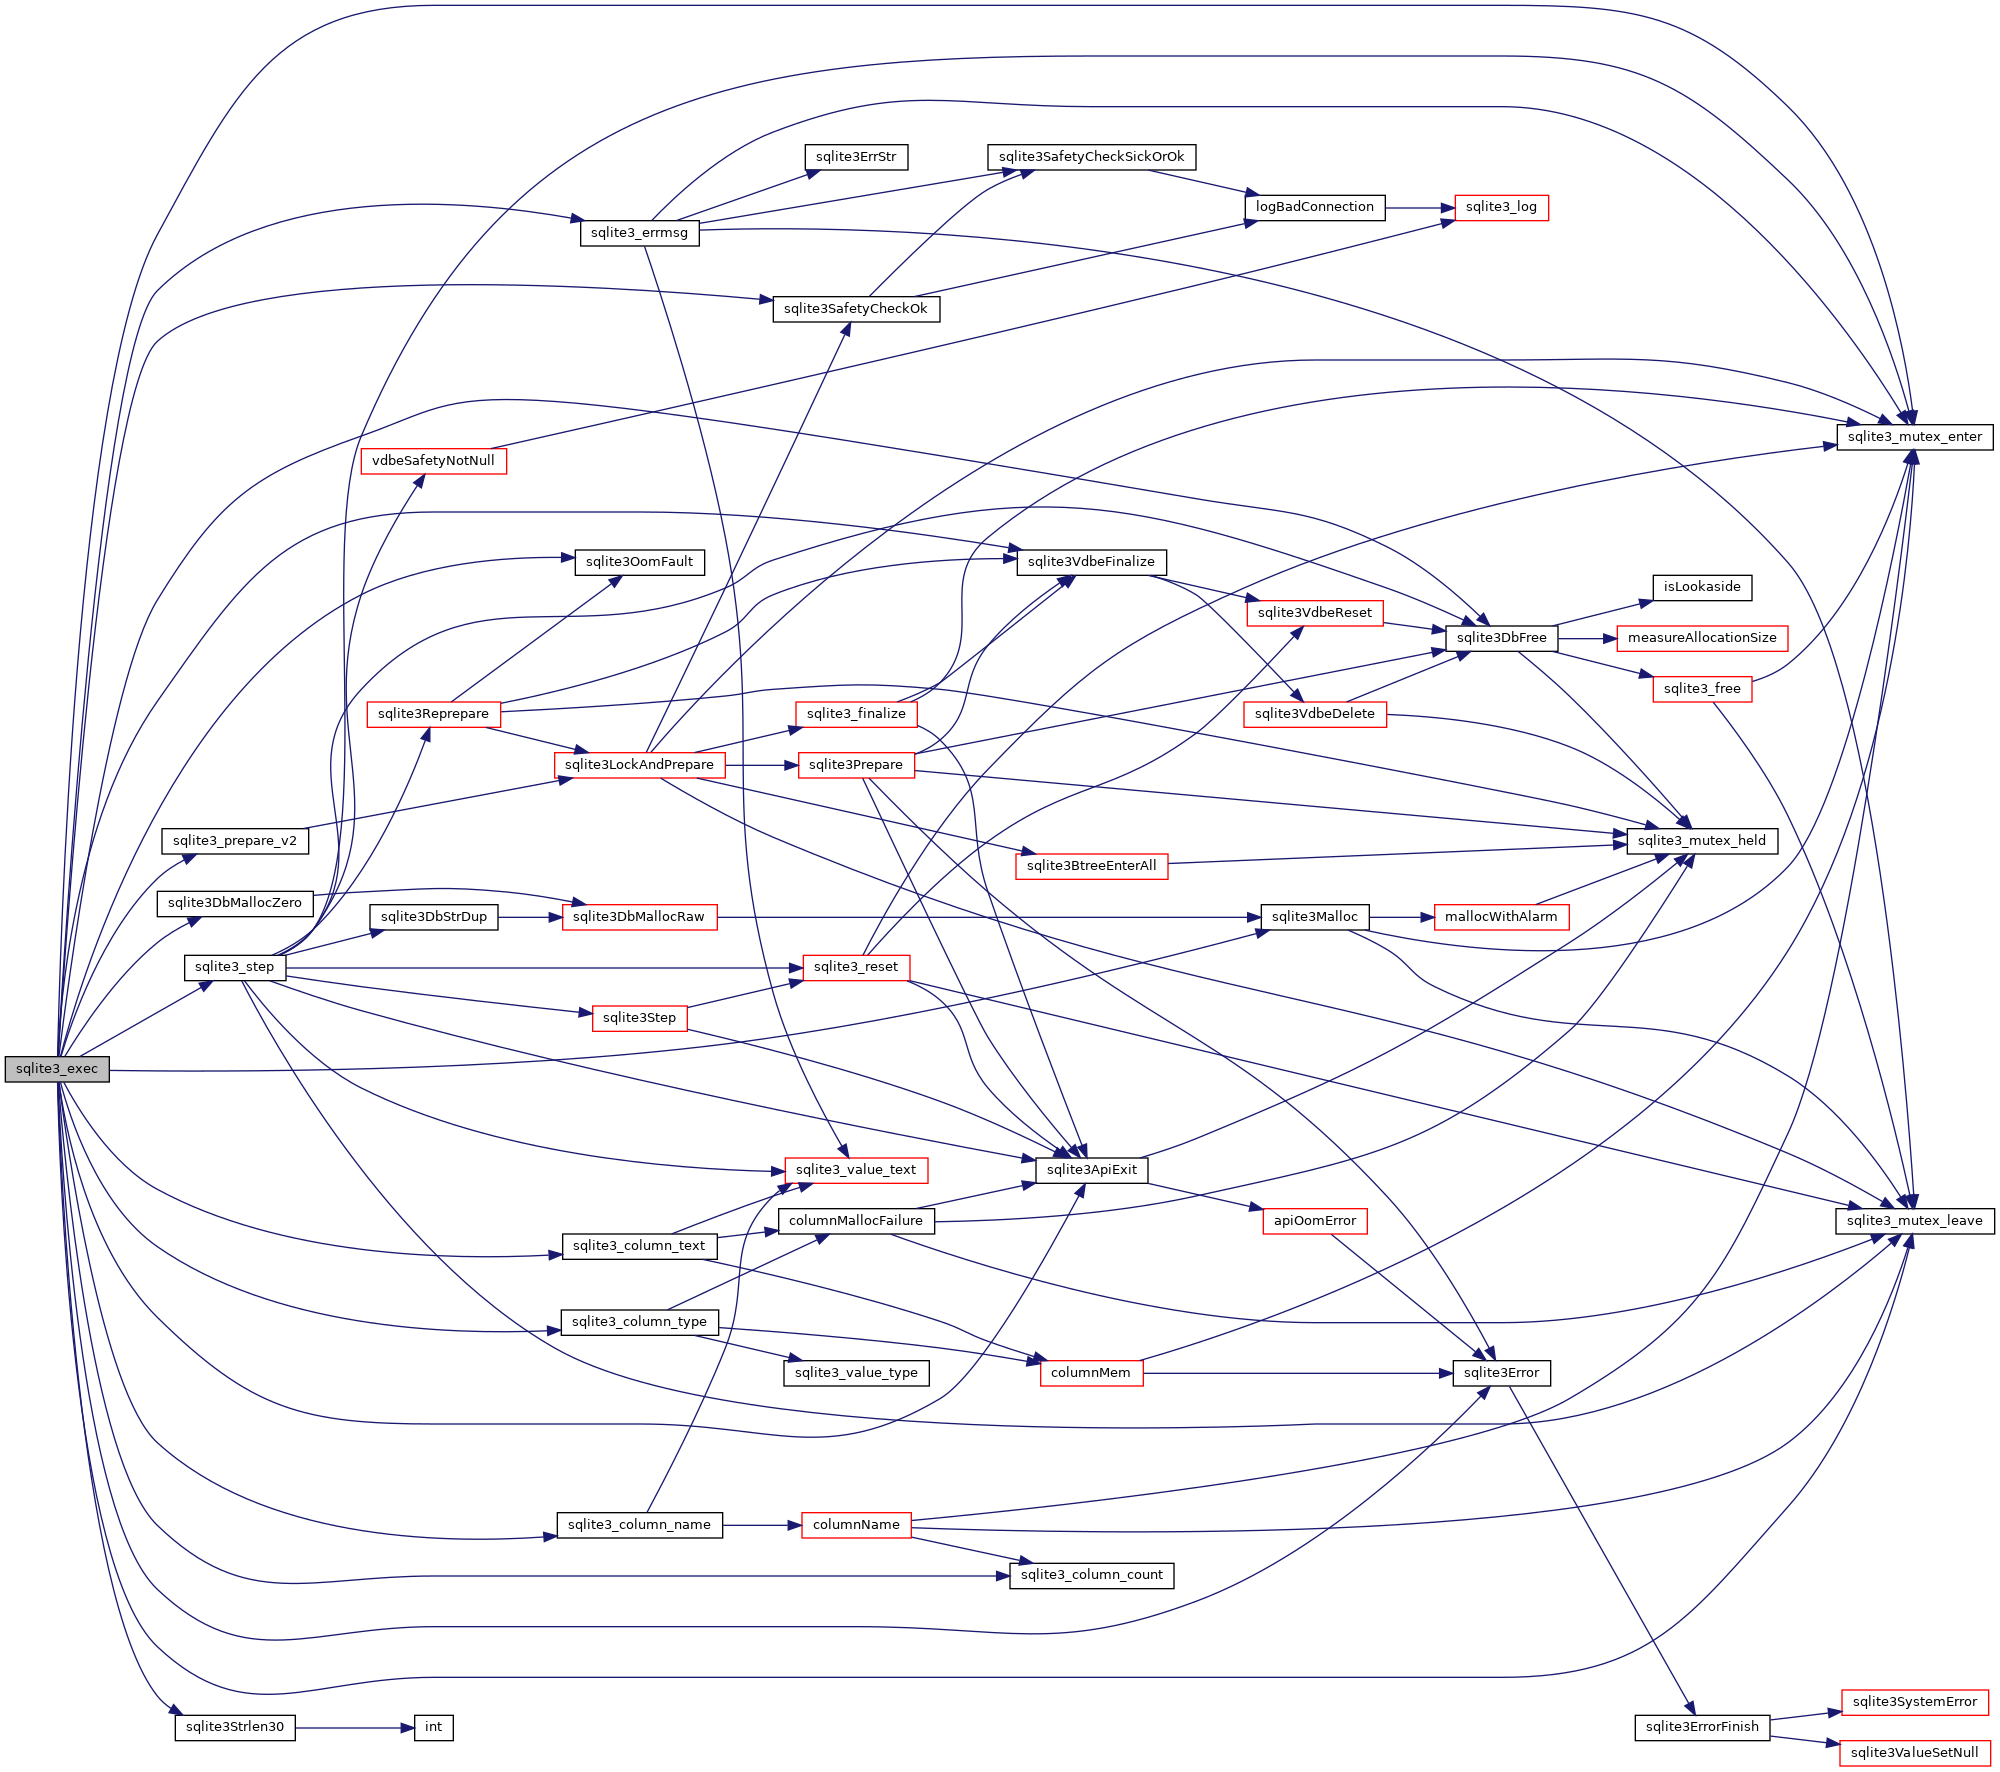 sqlite3ErrStr
sqlite3SafetyCheckSickOrOk
logBadConnection
sqlite3_log
sqlite3_errmsg
sqlite3SafetyCheckOk
sqlite3_mutex_enter
vdbeSafetyNotNull
sqlite3OomFault
sqlite3VdbeFinalize
isLookaside
sqlite3VdbeReset
sqlite3DbFree
measureAllocationSize
sqlite3_free
sqlite3Reprepare
sqlite3_finalize
sqlite3VdbeDelete
sqlite3LockAndPrepare
sqlite3Prepare
sqlite3_prepare_v2
sqlite3_mutex_held
sqlite3BtreeEnterAll
sqlite3DbMallocZero
sqlite3DbStrDup
sqlite3DbMallocRaw
sqlite3Malloc
mallocWithAlarm
sqlite3_step
sqlite3_reset
sqlite3Step
sqlite3_exec
sqlite3_value_text
sqlite3ApiExit
columnMallocFailure
apiOomError
sqlite3_mutex_leave
sqlite3_column_text
sqlite3_column_type
sqlite3_value_type
columnMem
sqlite3Error
sqlite3_column_name
columnName
sqlite3_column_count
sqlite3SystemError
sqlite3Strlen30
int
sqlite3ErrorFinish
sqlite3ValueSetNull